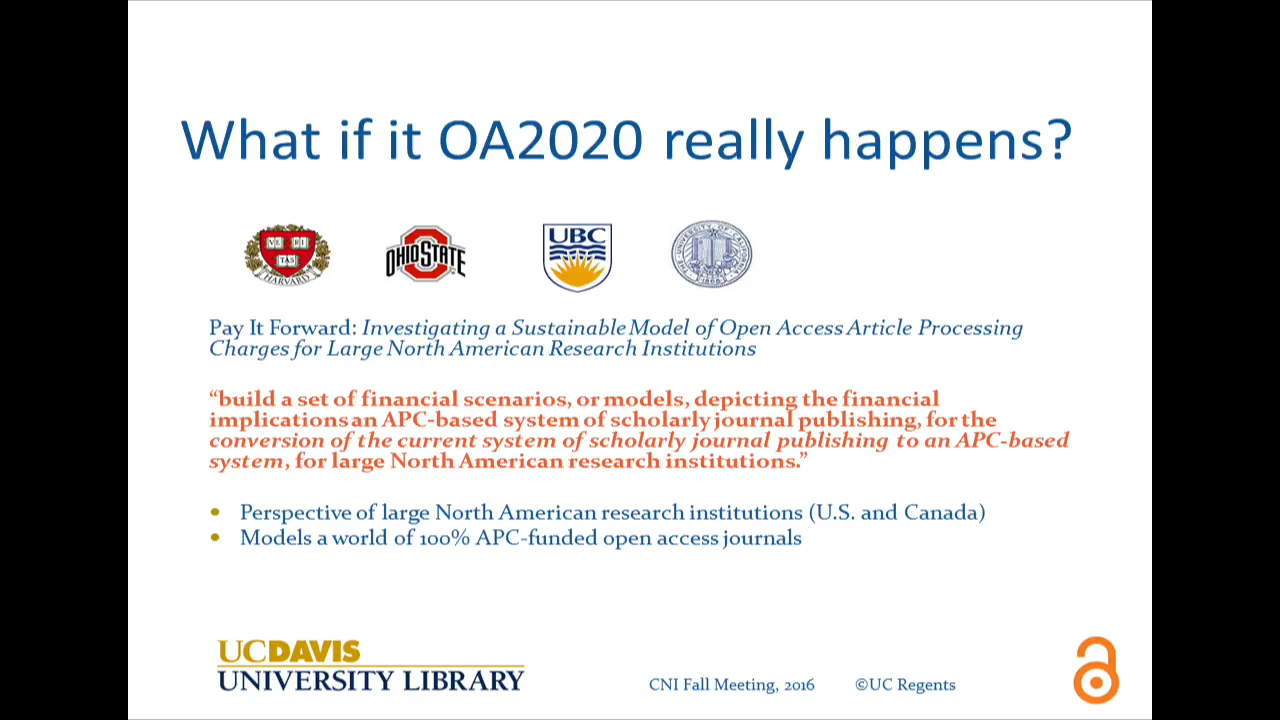 What if it OA2020 really happens?
VE RI
TAS
HARVARD
OHIO STATE
UBC
THE UNIVERSITY OF CALIFORNIA
1868
Pay It Forward: Investigating a Sustainable Model of Open Access Article Processing
Charges for Large North American Research Institutions
“build a set of financial scenarios, or models, depicting the financial
implications an APC-based system of scholarly journal publishing, for the
conversion of the current system of scholarly journal publishing to an APC-based
system, for large North American research institutions.”
• Perspective of large North American research institutions (U.S. and Canada)
• Models a world of 100% APC-funded open access journals
UCDAVIS
UNIVERSITY LIBRARY
CNI Fall Meeting, 2016 ©UC Regents